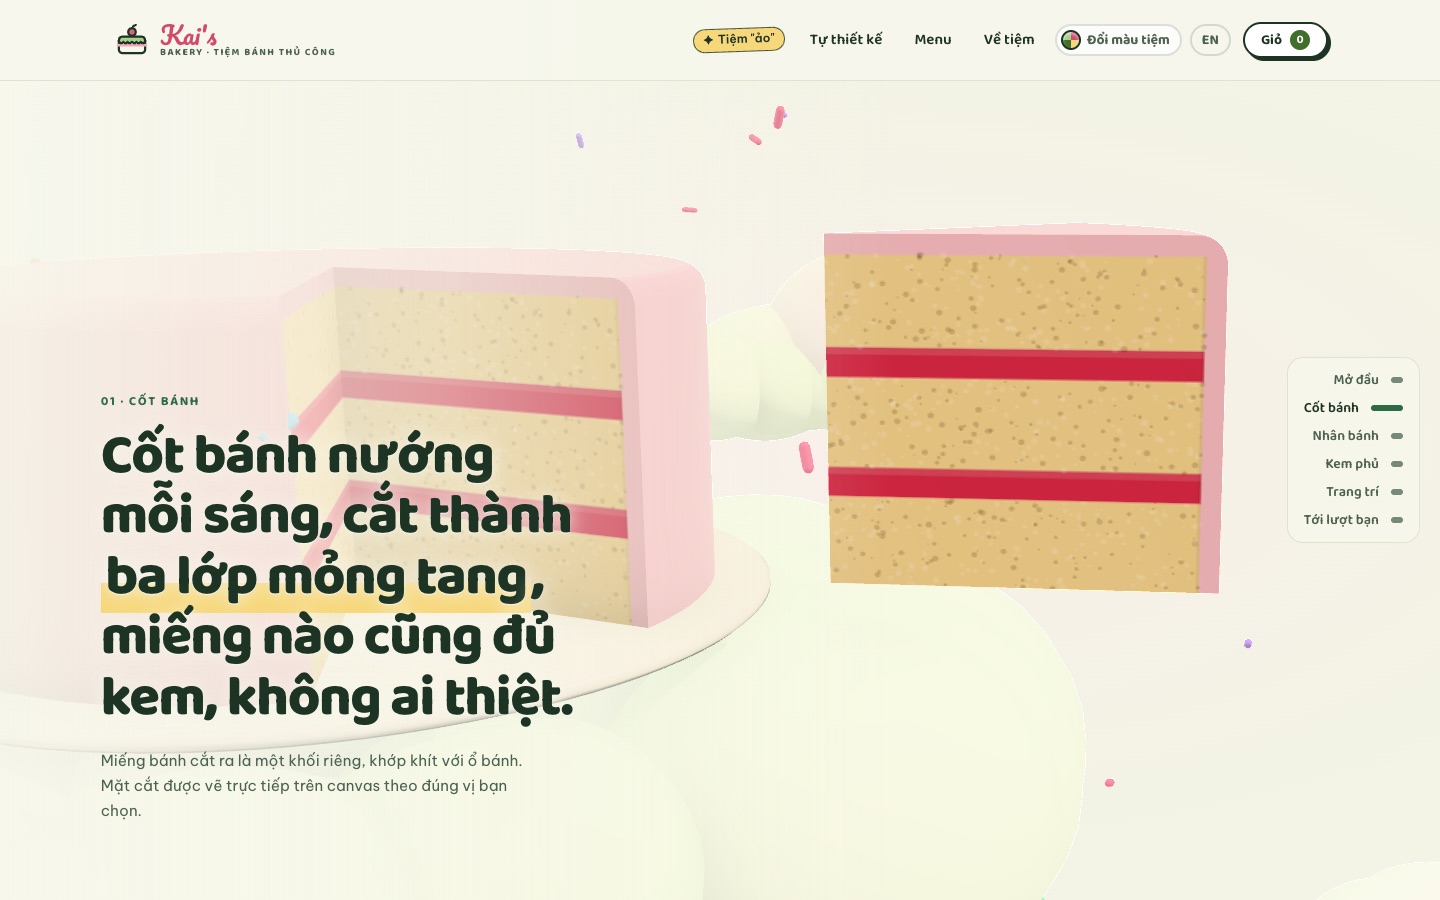 Kai's
BAKERY · TIỆM BÁNH THỦ CÔNG
✦ Tiệm "ảo"
Tự thiết kế
Menu
Về tiệm
Đổi màu tiệm
EN
Giỏ 0
01 · CỐT BÁNH
Cốt bánh nướng
mỗi sáng, cắt thành
ba lớp mỏng tang,
miếng nào cũng đủ
kem, không ai thiệt.
Miếng bánh cắt ra là một khối riêng, khớp khít với ổ bánh.
Mặt cắt được vẽ trực tiếp trên canvas theo đúng vị bạn
chọn.
Mở đầu
Cốt bánh
Nhân bánh
Kem phủ
Trang trí
Tới lượt bạn